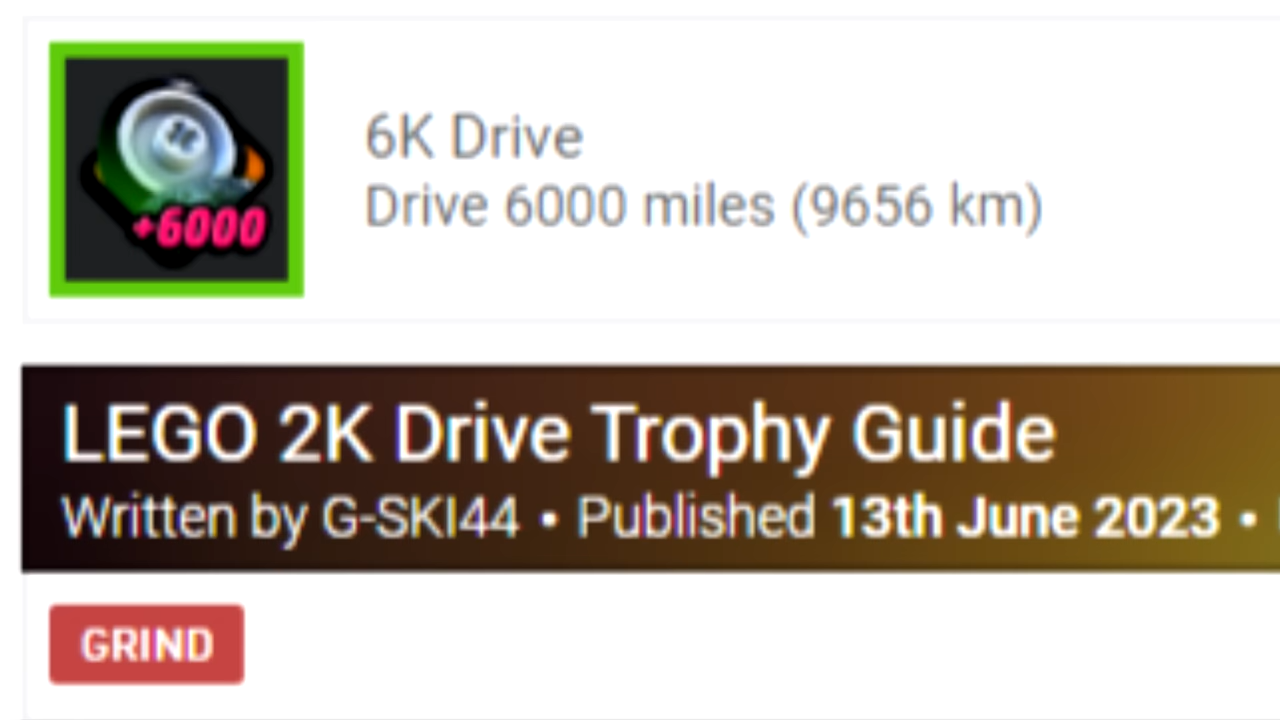 +6000
6K Drive
Drive 6000 miles (9656 km)
LEGO 2K Drive Trophy Guide
Written by G-SKI44 • Published 13th June 2023 •
GRIND